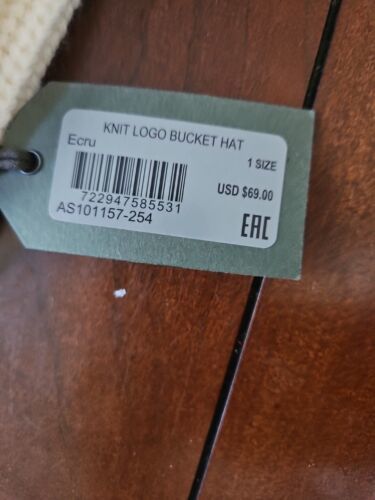 KNIT LOGO BUCKET HAT
Ecru
1 SIZE
USD $69.00
722947585531
AS101157-254
EAC